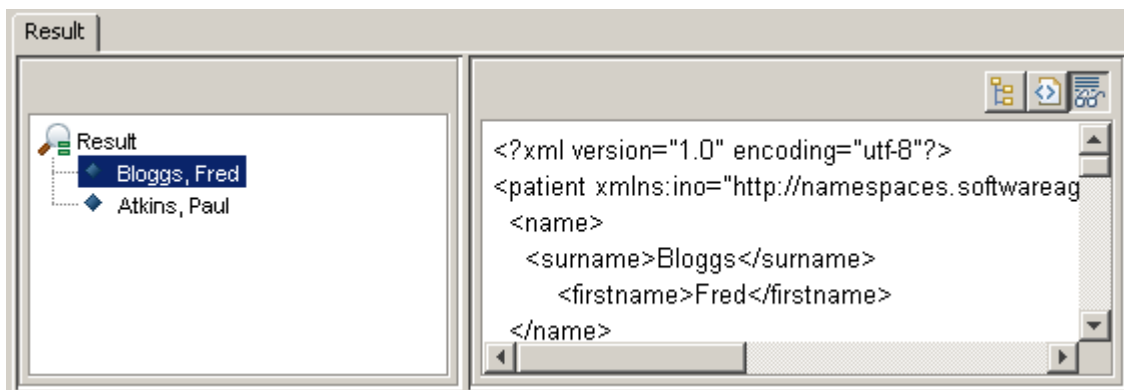 Result
Result
Bloggs, Fred
Atkins, Paul
<?xml version="1.0" encoding="utf-8"?>
<patient xmlns:ino="http://namespaces.softwareag
<name>
<surname>Bloggs</surname>
<firstname>Fred</firstname>
</name>